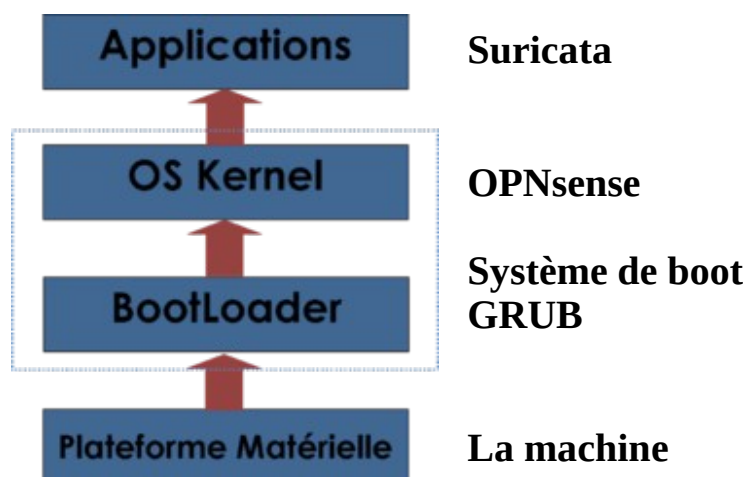 Applications
Suricata
OS Kernel
OPNsense
BootLoader
Système de boot
GRUB
Plateforme Matérielle
La machine